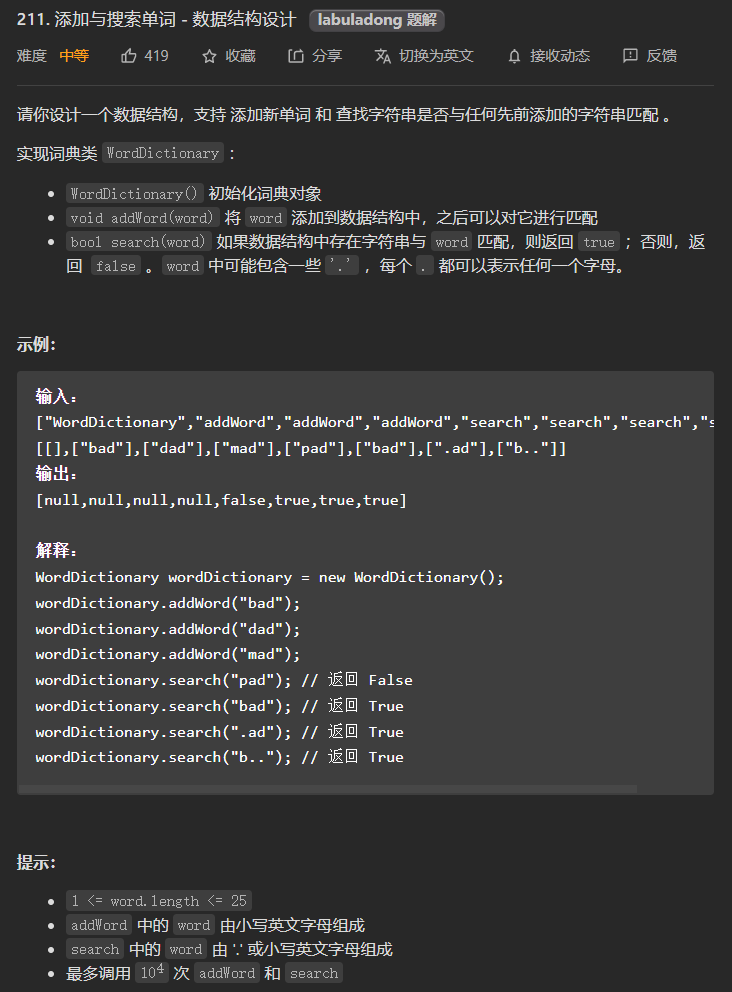 211. 添加与搜索单词 - 数据结构设计 labuladong 题解
难度 中等 419 收藏 分享 切换为英文 接收动态 反馈
请你设计一个数据结构，支持 添加新单词 和 查找字符串是否与任何先前添加的字符串匹配 。
实现词典类 WordDictionary ：
• WordDictionary() 初始化词典对象
• void addWord(word) 将 word 添加到数据结构中，之后可以对它进行匹配
• bool search(word) 如果数据结构中存在字符串与 word 匹配，则返回 true ；否则，返
回 false 。word 中可能包含一些 '.' ，每个 . 都可以表示任何一个字母。
示例：
输入：
["WordDictionary","addWord","addWord","addWord","search","search","search","s
[[],["bad"],["dad"],["mad"],["pad"],["bad"],[".ad"],["b.."]]
输出：
[null,null,null,null,false,true,true,true]
解释：
WordDictionary wordDictionary = new WordDictionary();
wordDictionary.addWord("bad");
wordDictionary.addWord("dad");
wordDictionary.addWord("mad");
wordDictionary.search("pad"); // 返回 False
wordDictionary.search("bad"); // 返回 True
wordDictionary.search(".ad"); // 返回 True
wordDictionary.search("b.."); // 返回 True
提示：
• 1 <= word.length <= 25
• addWord 中的 word 由小写英文字母组成
• search 中的 word 由 '.' 或小写英文字母组成
• 最多调用 10⁴ 次 addWord 和 search